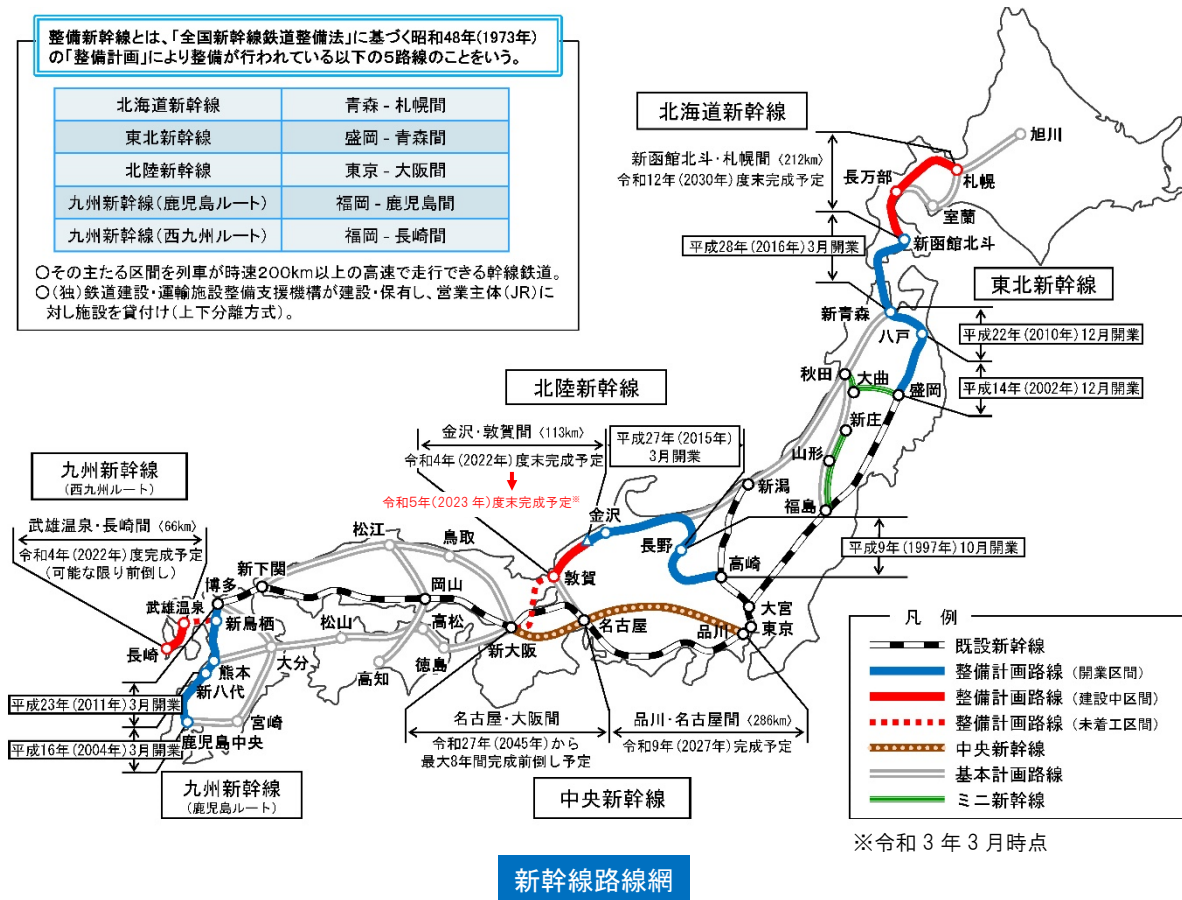 整備新幹線とは、「全国新幹線鉄道整備法」に基づく昭和48年(1973年)
の「整備計画」により整備が行われている以下の5路線のことをいう。
北海道新幹線 青森 - 札幌間
東北新幹線 盛岡 - 青森間
北陸新幹線 東京 - 大阪間
九州新幹線(鹿児島ルート) 福岡 - 鹿児島間
九州新幹線(西九州ルート) 福岡 - 長崎間
○その主たる区間を列車が時速200km以上の高速で走行できる幹線鉄道。
○(独)鉄道建設・運輸施設整備支援機構が建設・保有し、営業主体(JR)に
対し施設を貸付け(上下分離方式)。
北海道新幹線
新函館北斗・札幌間〈212km〉
令和12年(2030年)度末完成予定
旭川
長万部
札幌
室蘭
平成28年(2016年)3月開業
新函館北斗
東北新幹線
新青森
八戸
平成22年(2010年)12月開業
秋田
大曲
盛岡
平成14年(2002年)12月開業
新庄
山形
福島
新潟
北陸新幹線
金沢・敦賀間〈113km〉
令和4年(2022年)度末完成予定
令和5年(2023年)度末完成予定※
平成27年(2015年)
3月開業
金沢
長野
高崎
平成9年(1997年)10月開業
敦賀
大宮
東京
品川
名古屋
新大阪
九州新幹線
(西九州ルート)
武雄温泉・長崎間〈66km〉
令和4年(2022年)度完成予定
(可能な限り前倒し)
松江
鳥取
新下関
岡山
博多
武雄温泉
新鳥栖
松山
高松
長崎
熊本
大分
高知
徳島
新八代
平成23年(2011年)3月開業
宮崎
鹿児島中央
平成16年(2004年)3月開業
九州新幹線
(鹿児島ルート)
名古屋・大阪間
令和27年(2045年)から
最大8年間完成前倒し予定
品川・名古屋間〈286km〉
令和9年(2027年)完成予定
中央新幹線
凡 例
既設新幹線
整備計画路線(開業区間)
整備計画路線(建設中区間)
整備計画路線(未着工区間)
中央新幹線
基本計画路線
ミニ新幹線
※令和3年3月時点
新幹線路線網